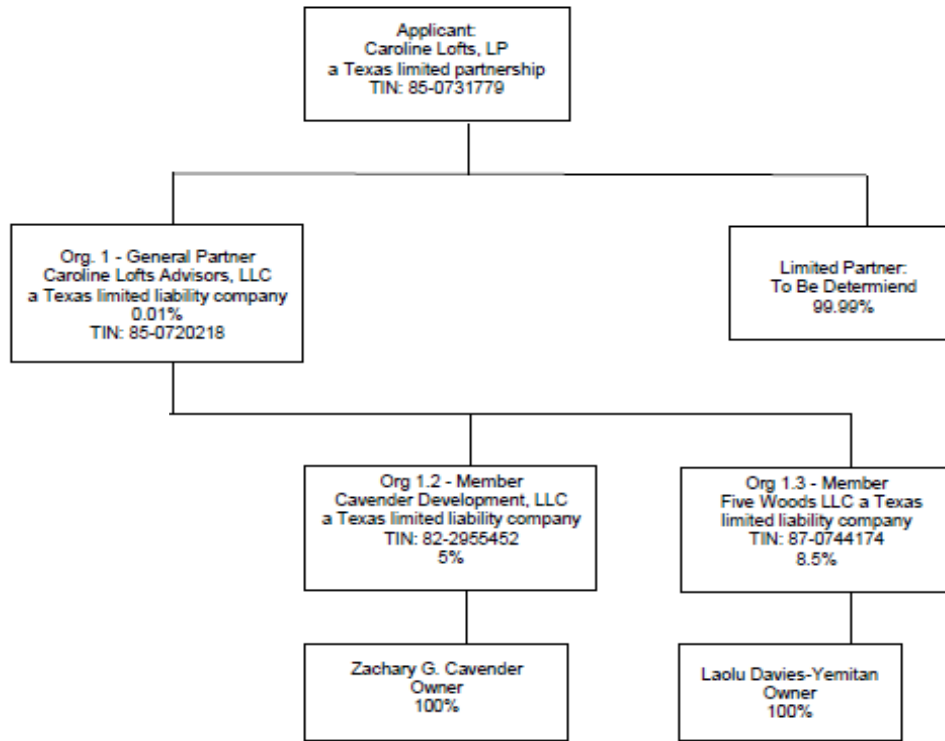 Applicant:
Caroline Lofts, LP
a Texas limited partnership
TIN: 85-0731779
Org. 1 - General Partner
Caroline Lofts Advisors, LLC
a Texas limited liability company
0.01%
TIN: 85-0720218
Limited Partner:
To Be Determiend
99.99%
Org 1.2 - Member
Cavender Development, LLC
a Texas limited liability company
TIN: 82-2955452
5%
Org 1.3 - Member
Five Woods LLC a Texas
limited liability company
TIN: 87-0744174
8.5%
Zachary G. Cavender
Owner
100%
Laolu Davies-Yemitan
Owner
100%